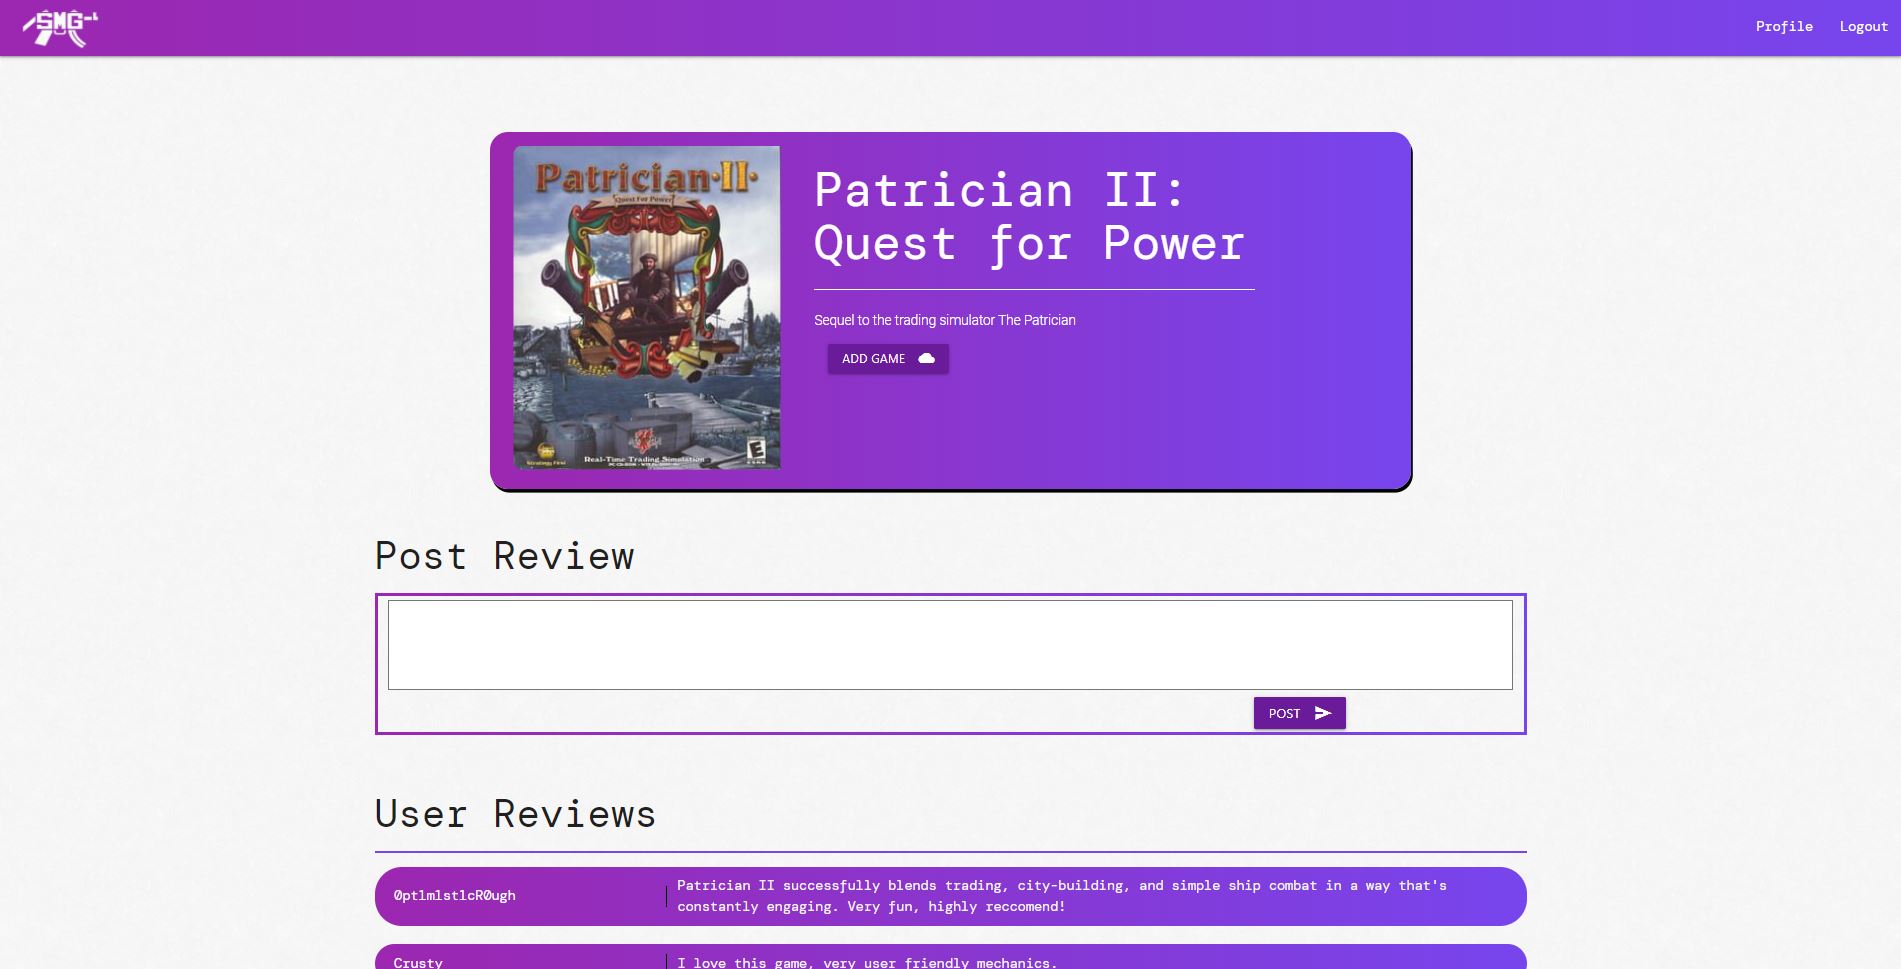 SMG
Profile
Logout
Patrician·II·
Quest for Power
Strategy First
Real-Time Trading Simulation
E
Patrician II:
Quest for Power
Sequel to the trading simulator The Patrician
ADD GAME
Post Review
POST
User Reviews
0ptlmlstlcR0ugh
Patrician II successfully blends trading, city-building, and simple ship combat in a way that's
constantly engaging. Very fun, highly reccomend!
Crusty
I love this game, very user friendly mechanics.